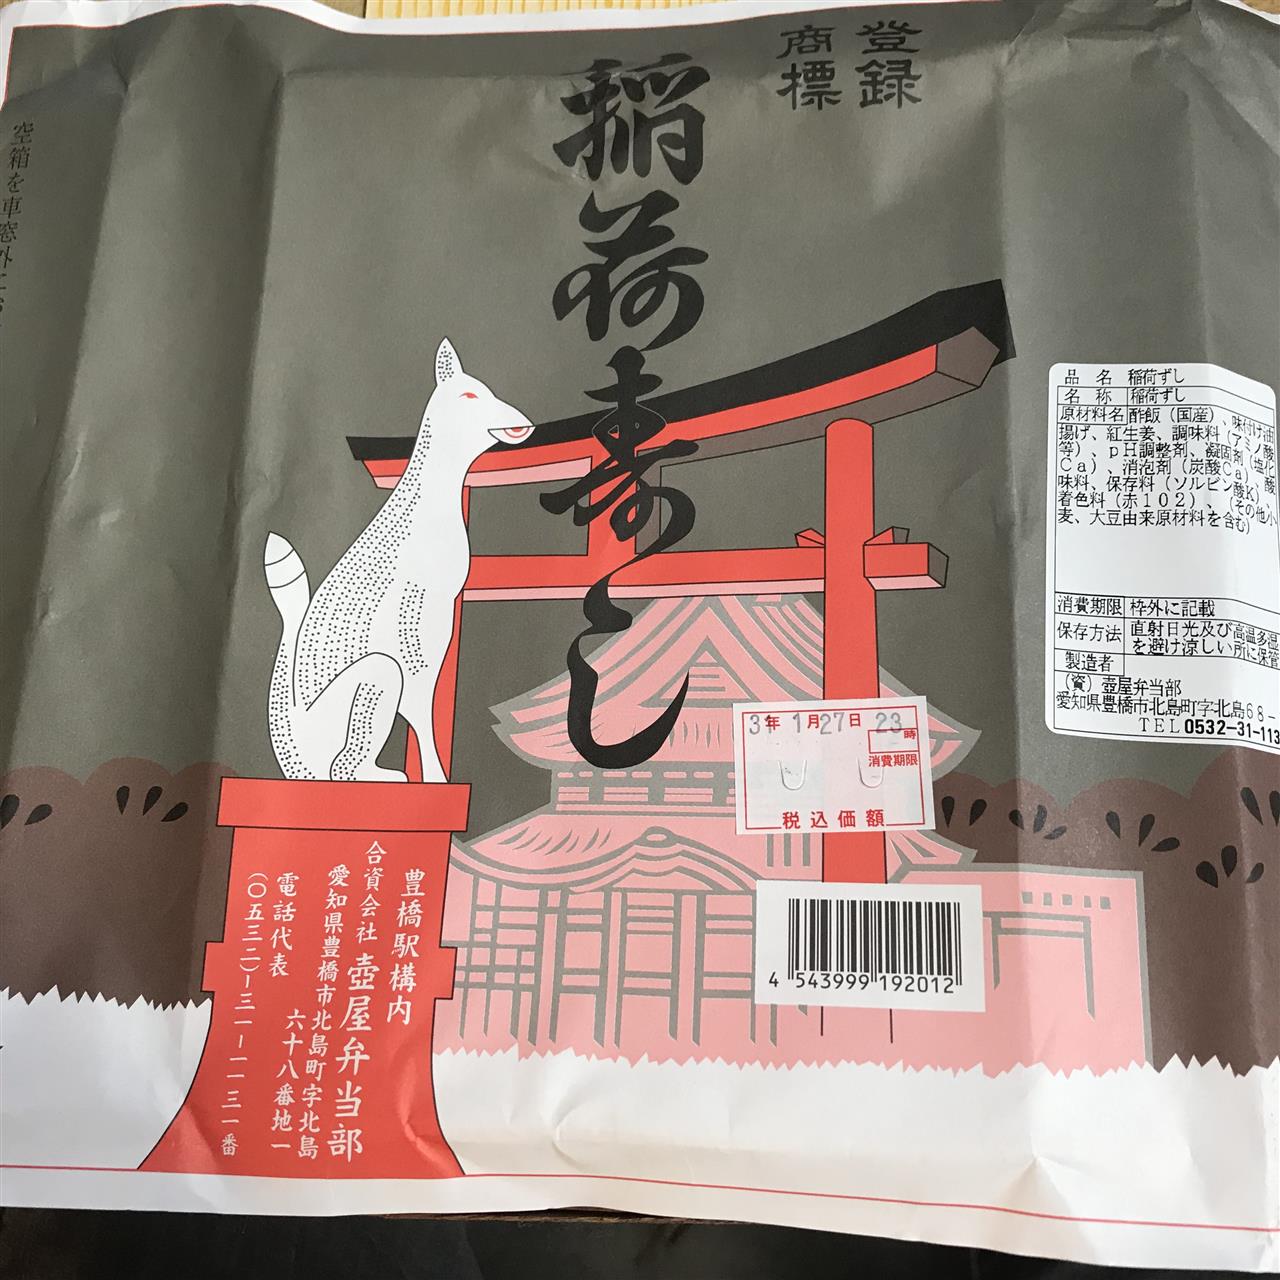 登録
商標
稲荷寿し
空箱を車窓外に
品名 稲荷ずし
名称 稲荷ずし
原材料名 酢飯（国産）、味付け油
揚げ、紅生姜、調味料（アミノ酸
等）、pH調整剤、凝固剤（塩化
Ca）、消泡剤（炭酸Ca）、酸
味料、保存料（ソルビン酸K）、
着色料（赤102）、（その他小
麦、大豆由来原材料を含む）
消費期限 枠外に記載
保存方法 直射日光及び高温多湿
を避け涼しい所に保管
製造者
（資）壺屋弁当部
愛知県豊橋市北島町字北島68-
TEL0532-31-113
31年 1月27日 23
時
消費期限
税込価額
4 543999 192012
豊橋駅構内
合資会社 壺屋弁当部
愛知県豊橋市北島町字北島
六十八番地一
電話代表
（〇五三二）-三一-一一三一番